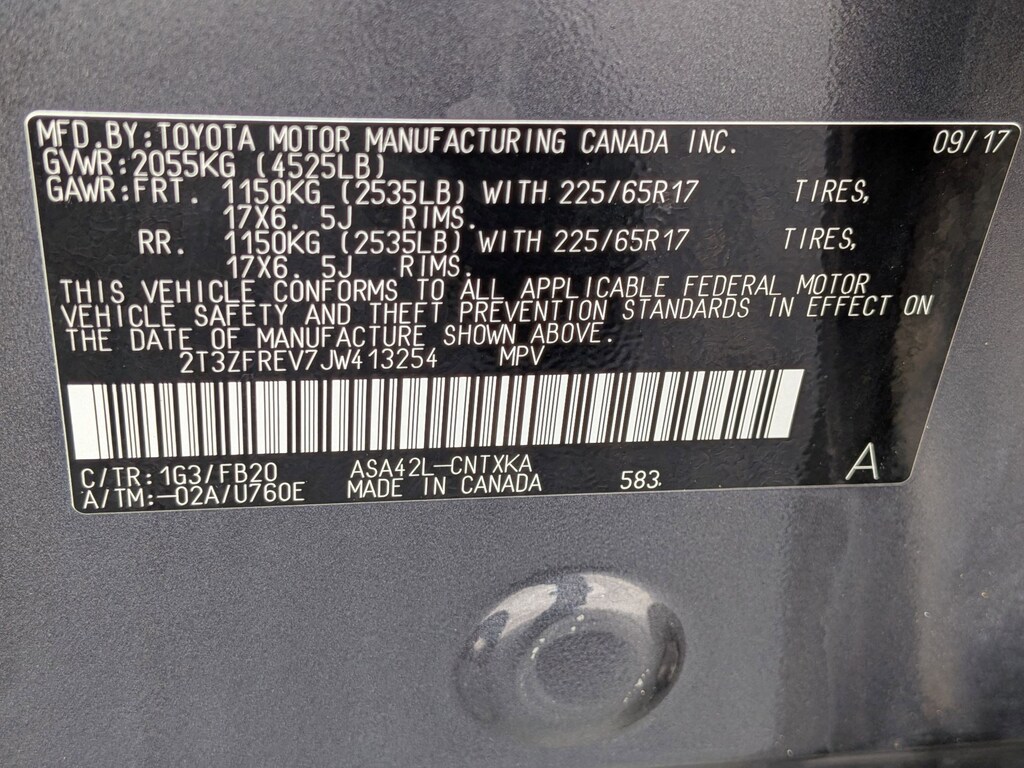 MFD.BY:TOYOTA MOTOR MANUFACTURING CANADA INC. 09/17
GVWR:2055KG (4525LB)
GAWR:FRT. 1150KG (2535LB) WITH 225/65R17 TIRES,
17X6. 5J RIMS.
RR. 1150KG (2535LB) WITH 225/65R17 TIRES,
17X6. 5J RIMS.
THIS VEHICLE CONFORMS TO ALL APPLICABLE FEDERAL MOTOR
VEHICLE SAFETY AND THEFT PREVENTION STANDARDS IN EFFECT ON
THE DATE OF MANUFACTURE SHOWN ABOVE.
2T3ZFREV7JW413254 MPV
C/TR:1G3/FB20 ASA42L-CNTXKA A
A/TM:-02A/U760E MADE IN CANADA 583.